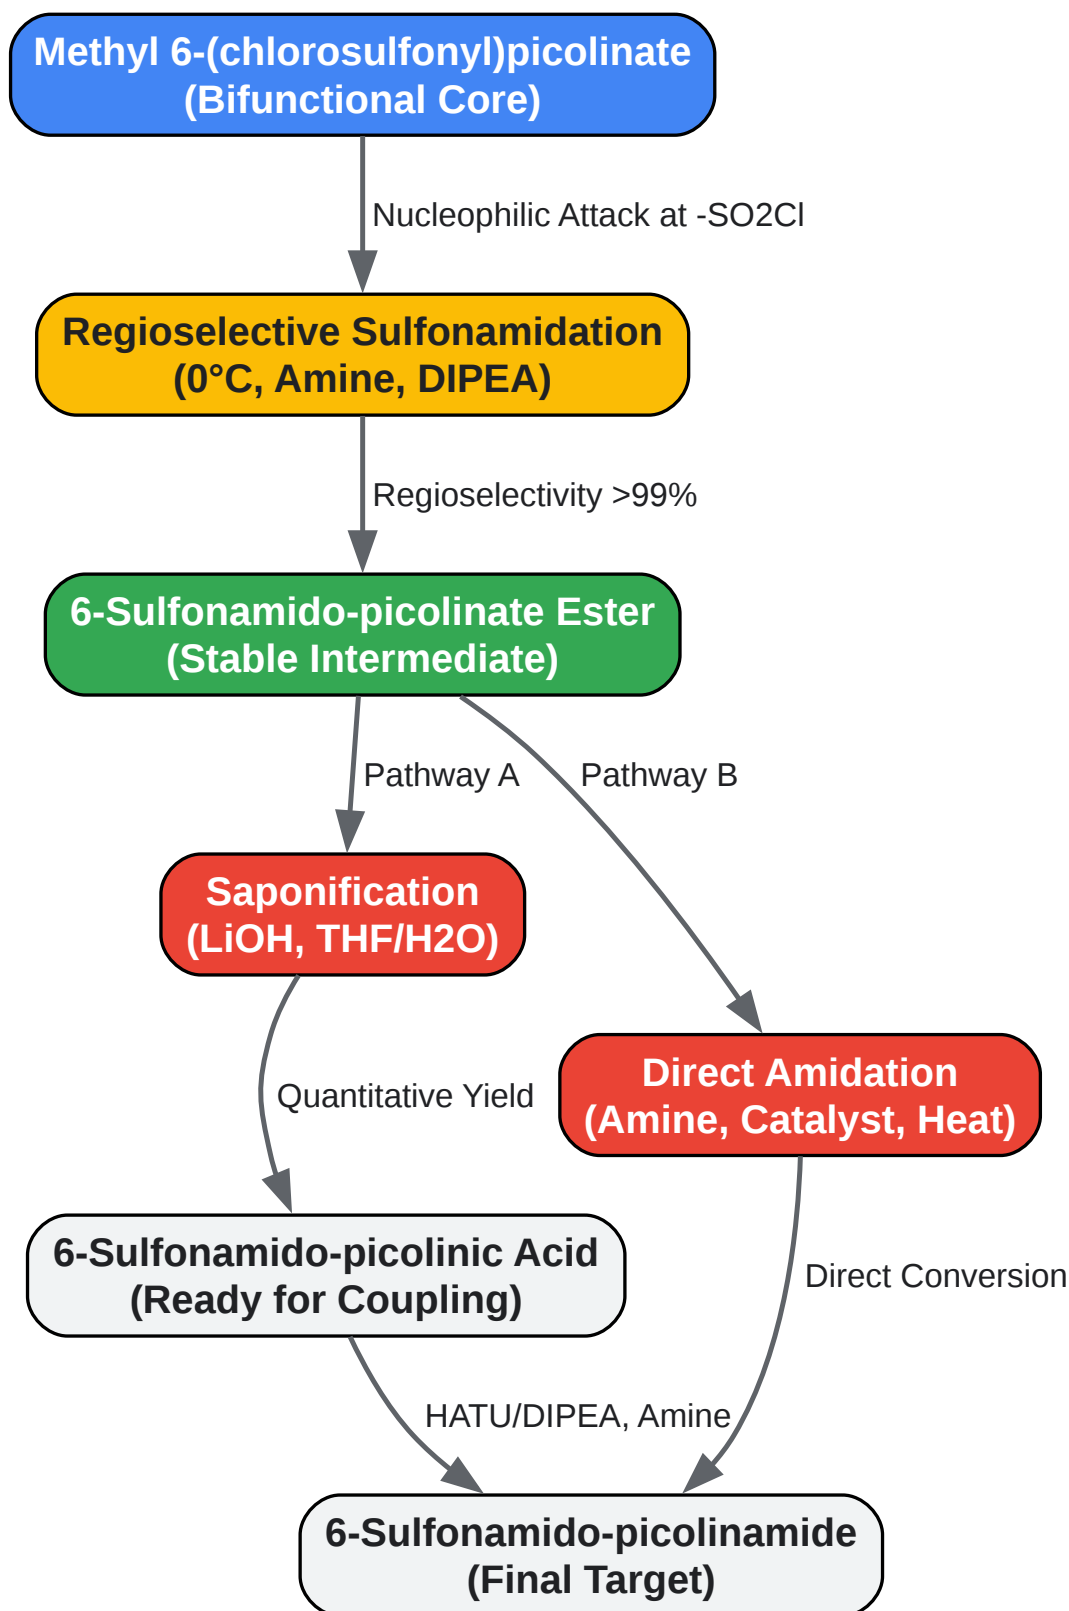 Methyl 6-(chlorosulfonyl)picolinate
(Bifunctional Core)
Nucleophilic Attack at -SO2Cl
Regioselective Sulfonamidation
(0°C, Amine, DIPEA)
Regioselectivity >99%
6-Sulfonamido-picolinate Ester
(Stable Intermediate)
Pathway A
Pathway B
Saponification
(LiOH, THF/H2O)
Direct Amidation
(Amine, Catalyst, Heat)
Quantitative Yield
6-Sulfonamido-picolinic Acid
(Ready for Coupling)
Direct Conversion
HATU/DIPEA, Amine
6-Sulfonamido-picolinamide
(Final Target)